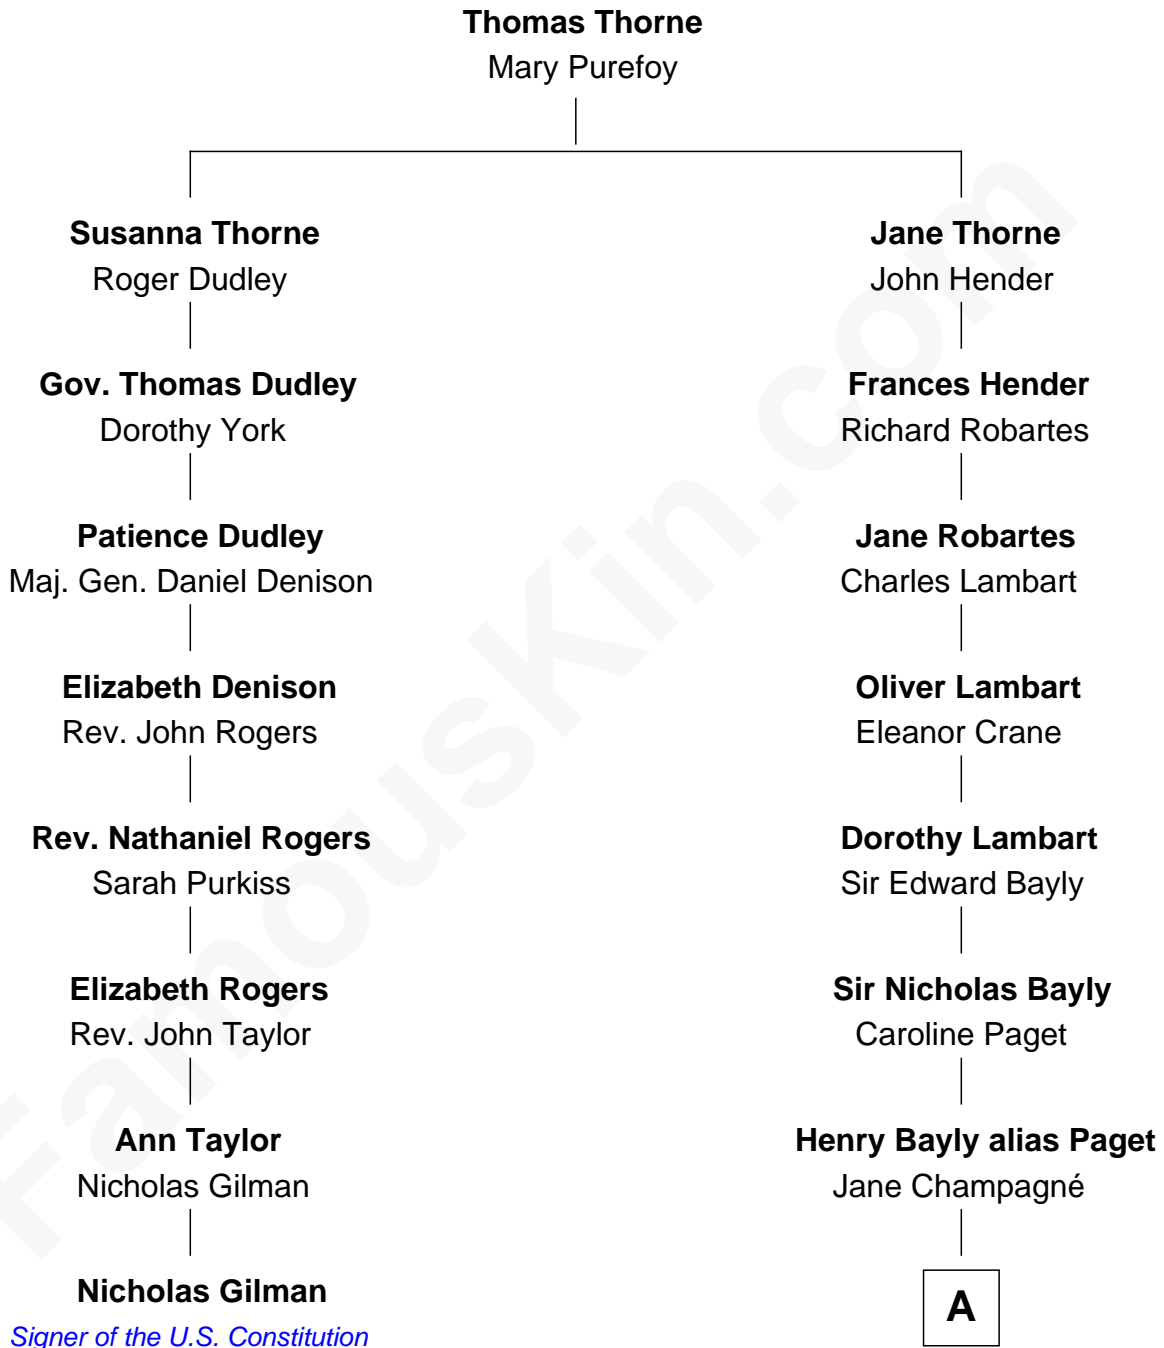 Thomas Thorne
Mary Purefoy
Susanna Thorne
Roger Dudley
Jane Thorne
John Hender
Gov. Thomas Dudley
Dorothy York
Frances Hender
Richard Robartes
Patience Dudley
Maj. Gen. Daniel Denison
Jane Robartes
Charles Lambart
Elizabeth Denison
Rev. John Rogers
Oliver Lambart
Eleanor Crane
Rev. Nathaniel Rogers
Sarah Purkiss
Dorothy Lambart
Sir Edward Bayly
Elizabeth Rogers
Rev. John Taylor
Sir Nicholas Bayly
Caroline Paget
Ann Taylor
Nicholas Gilman
Henry Bayly alias Paget
Jane Champagné
Nicholas Gilman
Signer of the U.S. Constitution
A
FamousKin.com